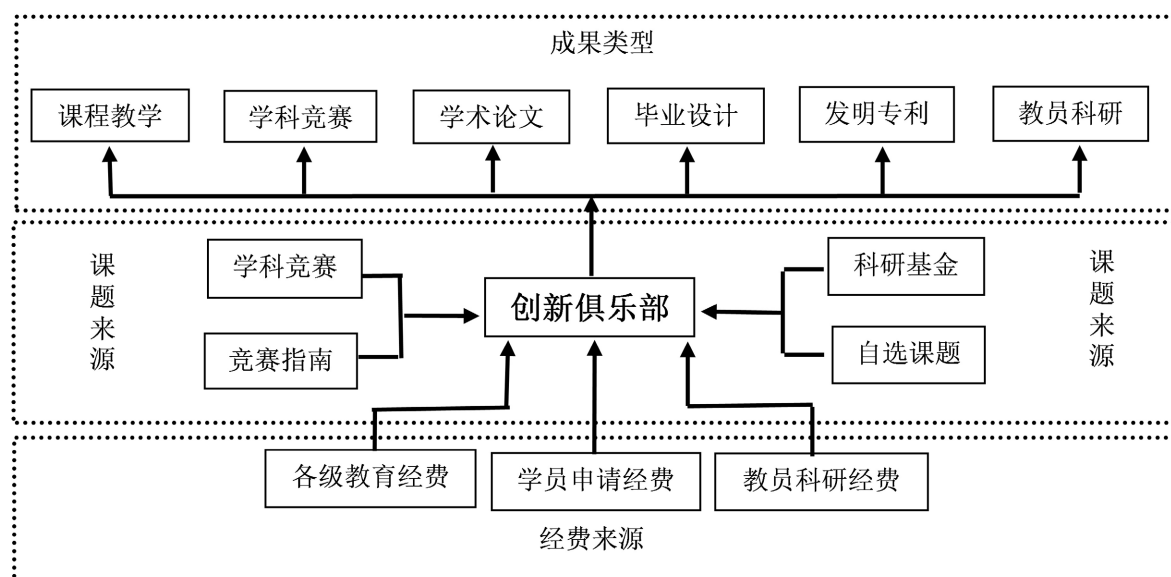 成果类型
课程教学
学科竞赛
学术论文
毕业设计
发明专利
教员科研
课题来源
学科竞赛
竞赛指南
创新俱乐部
科研基金
自选课题
课题来源
各级教育经费
学员申请经费
教员科研经费
经费来源